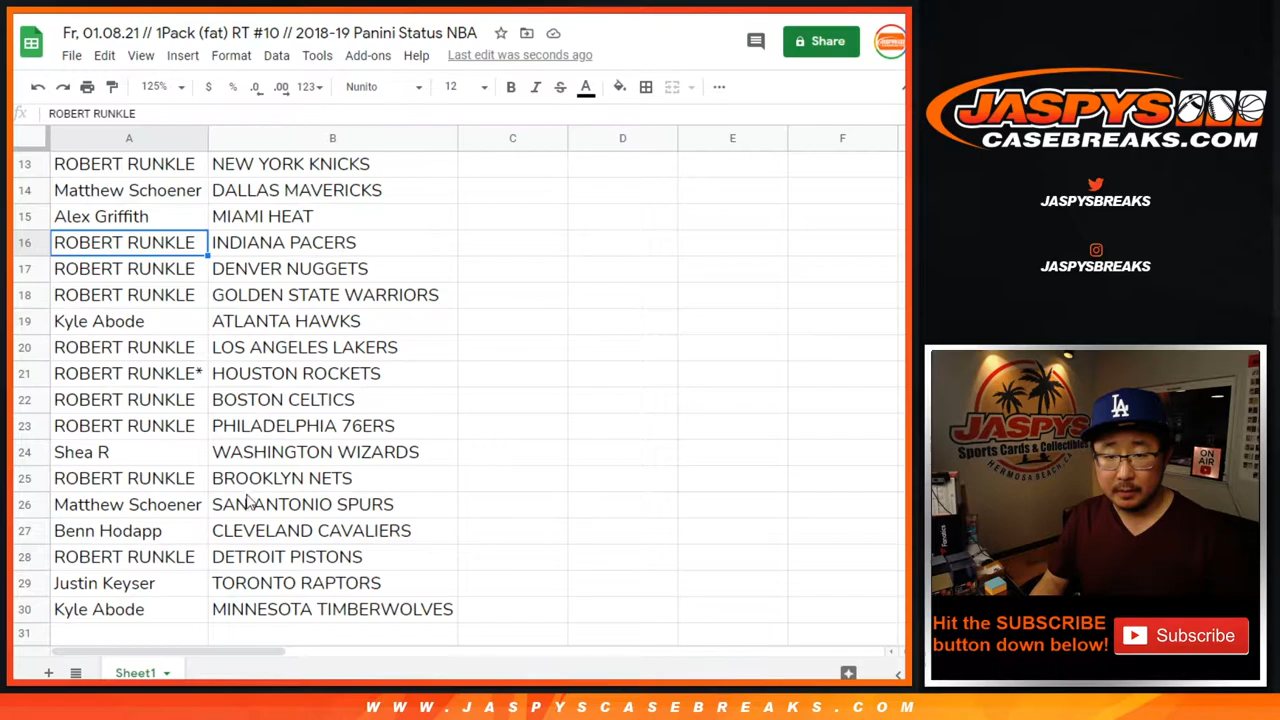 Fr, 01.08.21 // 1Pack (fat) RT #10 // 2018-19 Panini Status NBA
File Edit View Insert Format Data Tools Add-ons Help Last edit was seconds ago
Share
125% $ % .0 .00 123 Nunito 12 B I S A
fx ROBERT RUNKLE
A B C D E F
13 ROBERT RUNKLE NEW YORK KNICKS
14 Matthew Schoener DALLAS MAVERICKS
15 Alex Griffith MIAMI HEAT
16 ROBERT RUNKLE INDIANA PACERS
17 ROBERT RUNKLE DENVER NUGGETS
18 ROBERT RUNKLE GOLDEN STATE WARRIORS
19 Kyle Abode ATLANTA HAWKS
20 ROBERT RUNKLE LOS ANGELES LAKERS
21 ROBERT RUNKLE* HOUSTON ROCKETS
22 ROBERT RUNKLE BOSTON CELTICS
23 ROBERT RUNKLE PHILADELPHIA 76ERS
24 Shea R WASHINGTON WIZARDS
25 ROBERT RUNKLE BROOKLYN NETS
26 Matthew Schoener SAN ANTONIO SPURS
27 Benn Hodapp CLEVELAND CAVALIERS
28 ROBERT RUNKLE DETROIT PISTONS
29 Justin Keyser TORONTO RAPTORS
30 Kyle Abode MINNESOTA TIMBERWOLVES
31
Sheet1
JASPYS
CASEBREAKS.COM
JASPYSBREAKS
JASPYSBREAKS
JASPYS
Sports Cards & Collectibles
HERMOSA BEACH
LA
ON AIR
Fanatics
Hit the SUBSCRIBE
button down below!
Subscribe
WWW.JASPYSCASEBREAKS.COM